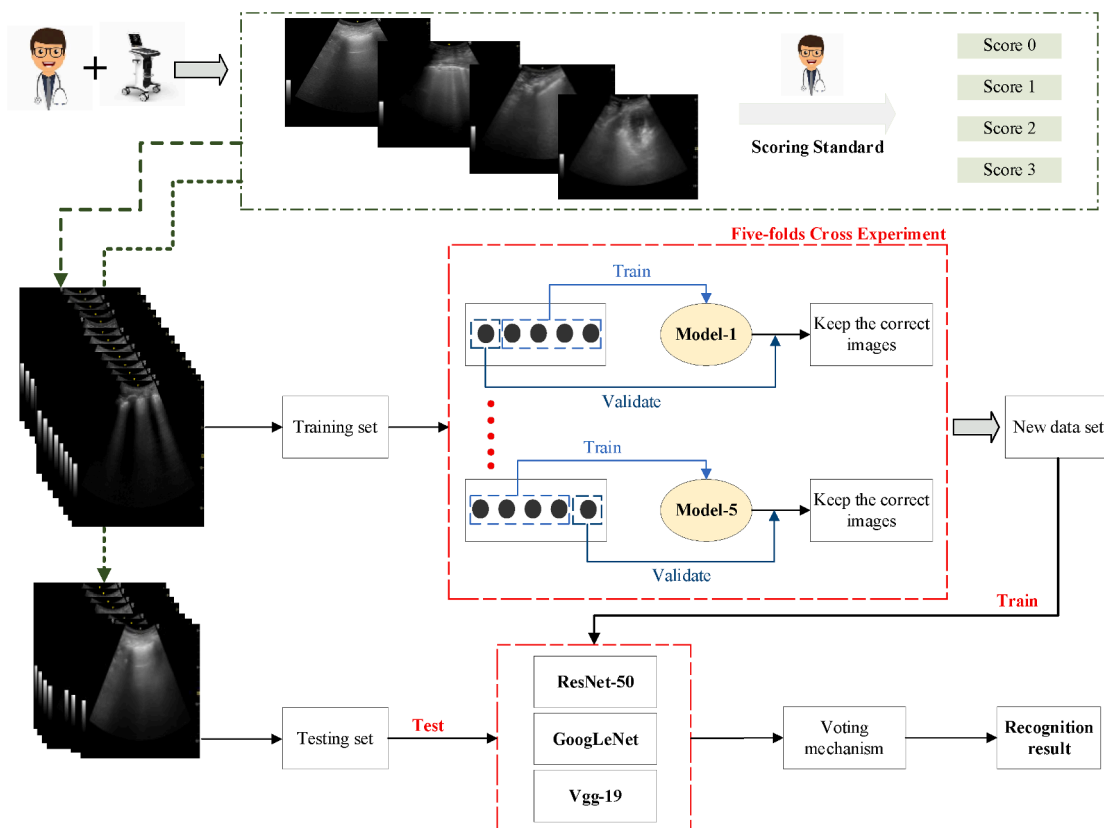 Score 0
Score 1
Scoring Standard
Score 2
Score 3
Five-folds Cross Experiment
Train
Model-1
Keep the correct
images
Validate
Training set
New data set
Train
Model-5
Keep the correct
images
Validate
Train
ResNet-50
Testing set
Test
GoogLeNet
Vgg-19
Voting
mechanism
Recognition
result